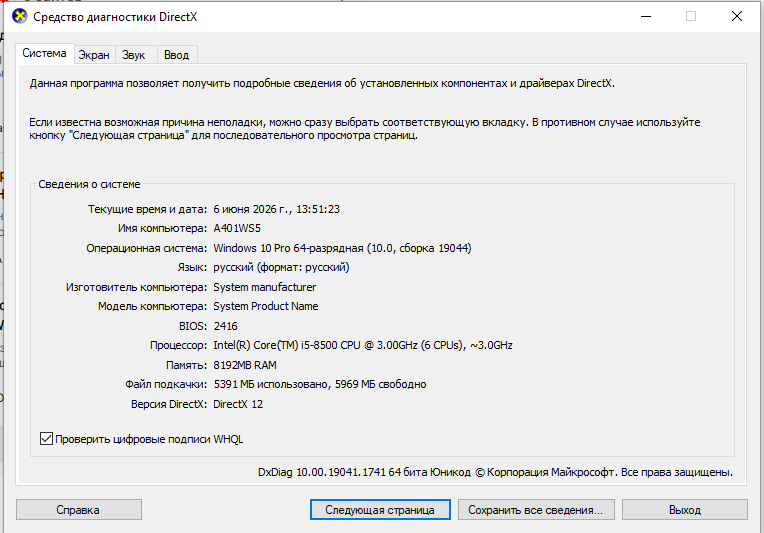 Средство диагностики DirectX
Система Экран Звук Ввод
Данная программа позволяет получить подробные сведения об установленных компонентах и драйверах DirectX.
Если известна возможная причина неполадки, можно сразу выбрать соответствующую вкладку. В противном случае используйте
кнопку "Следующая страница" для последовательного просмотра страниц.
Сведения о системе
Текущие время и дата: 6 июня 2026 г., 13:51:23
Имя компьютера: A401WS5
Операционная система: Windows 10 Pro 64-разрядная (10.0, сборка 19044)
Язык: русский (формат: русский)
Изготовитель компьютера: System manufacturer
Модель компьютера: System Product Name
BIOS: 2416
Процессор: Intel(R) Core(TM) i5-8500 CPU @ 3.00GHz (6 CPUs), ~3.0GHz
Память: 8192MB RAM
Файл подкачки: 5391 МБ использовано, 5969 МБ свободно
Версия DirectX: DirectX 12
Проверить цифровые подписи WHQL
DxDiag 10.00.19041.1741 64 бита Юникод © Корпорация Майкрософт. Все права защищены.
Справка Следующая страница Сохранить все сведения... Выход